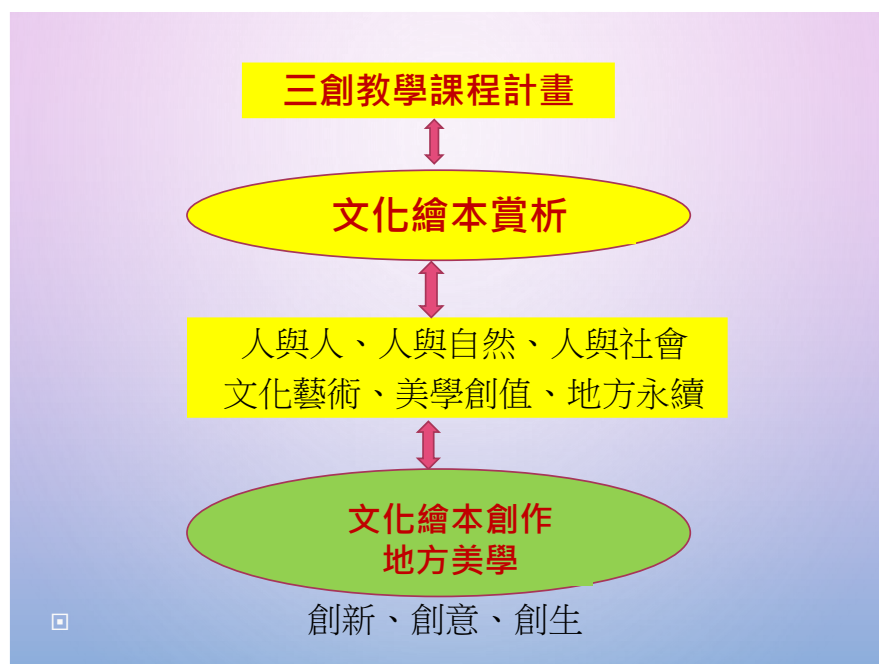 三創教學課程計畫
文化繪本賞析
人與人、人與自然、人與社會
文化藝術、美學創值、地方永續
文化繪本創作
地方美學
創新、創意、創生